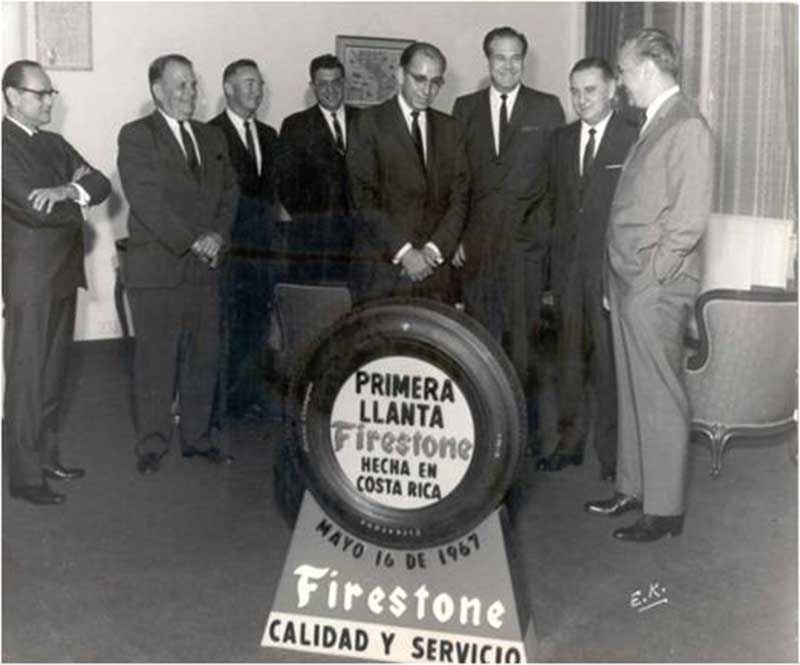 PRIMERA
LLANTA
Firestone
HECHA EN
COSTA RICA
MAYO 16 DE 1967
Firestone
CALIDAD Y SERVICIO
E.K.